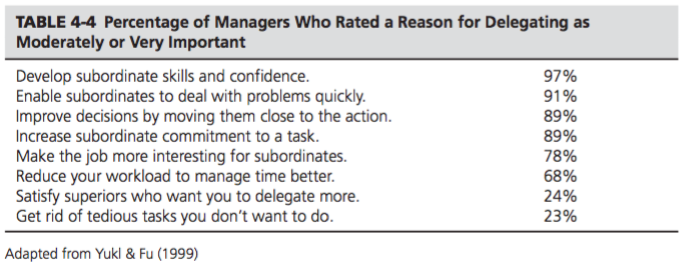 TABLE 4-4 Percentage of Managers Who Rated a Reason for Delegating as
Moderately or Very Important
Develop subordinate skills and confidence. 97%
Enable subordinates to deal with problems quickly. 91%
Improve decisions by moving them close to the action. 89%
Increase subordinate commitment to a task. 89%
Make the job more interesting for subordinates. 78%
Reduce your workload to manage time better. 68%
Satisfy superiors who want you to delegate more. 24%
Get rid of tedious tasks you don't want to do. 23%
Adapted from Yukl & Fu (1999)